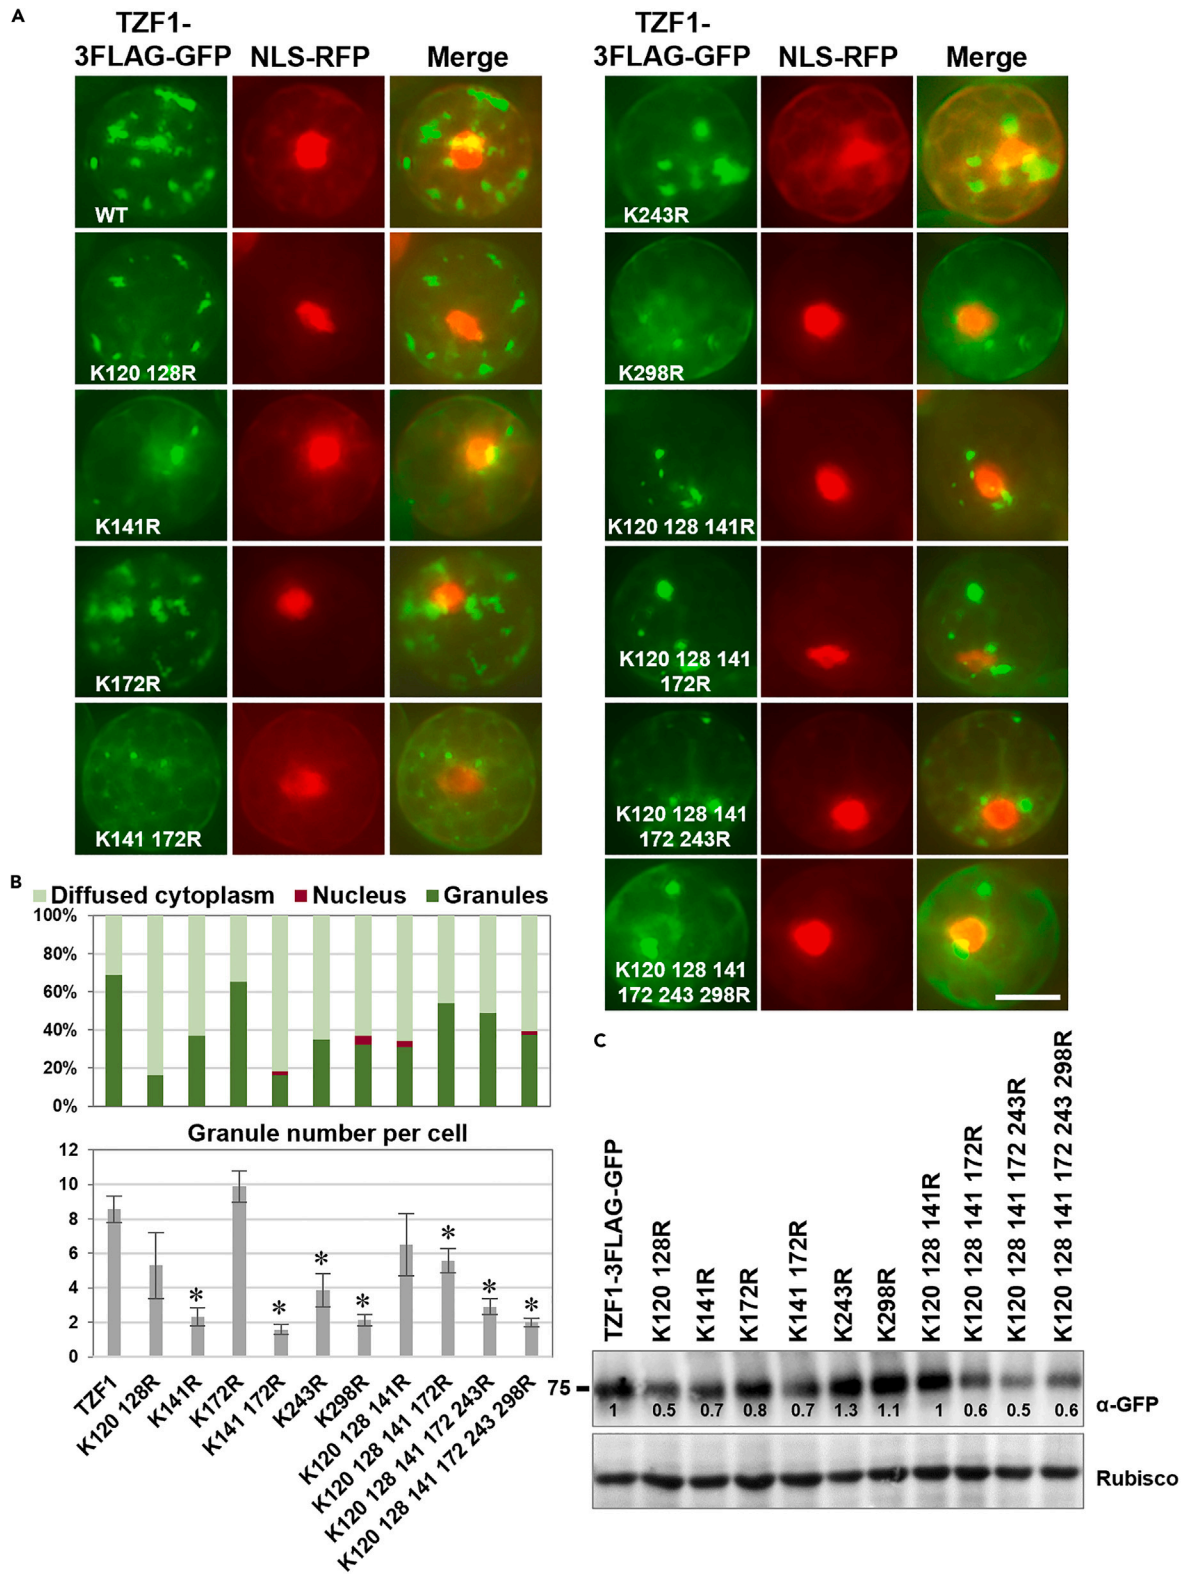 A
TZF1-
3FLAG-GFP NLS-RFP Merge
WT
K120 128R
K141R
K172R
K141 172R
TZF1-
3FLAG-GFP NLS-RFP Merge
K243R
K298R
K120 128 141R
K120 128 141
172R
K120 128 141
172 243R
K120 128 141
172 243 298R
B
Diffused cytoplasm Nucleus Granules
100%
80%
60%
40%
20%
0%
Granule number per cell
12
10
8
6
4
2
0
* * * * * * *
TZF1
K120 128R
K141R
K172R
K141 172R
K243R
K298R
K120 128 141R
K120 128 141 172R
K120 128 141 172 243R
K120 128 141 172 243 298R
C
TZF1-3FLAG-GFP
K120 128R
K141R
K172R
K141 172R
K243R
K298R
K120 128 141R
K120 128 141 172R
K120 128 141 172 243R
K120 128 141 172 243 298R
75
1 0.5 0.7 0.8 0.7 1.3 1.1 1 0.6 0.5 0.6
α-GFP
Rubisco